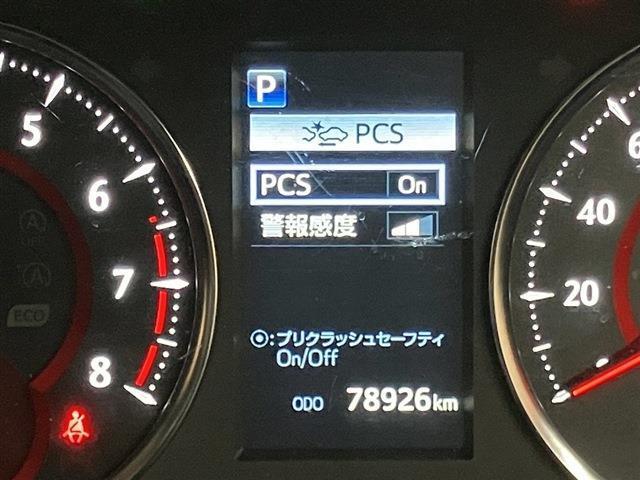 P
PCS
PCS On
警報感度
◎:プリクラッシュセーフティ
On/Off
ODO 78926km
5
6
7
8
ECO
A
A
6
40
20